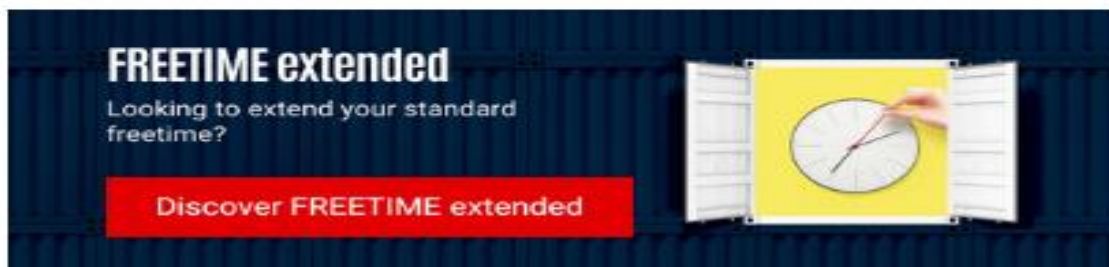 FREETIME extended
Looking to extend your standard
freetime?
Discover FREETIME extended